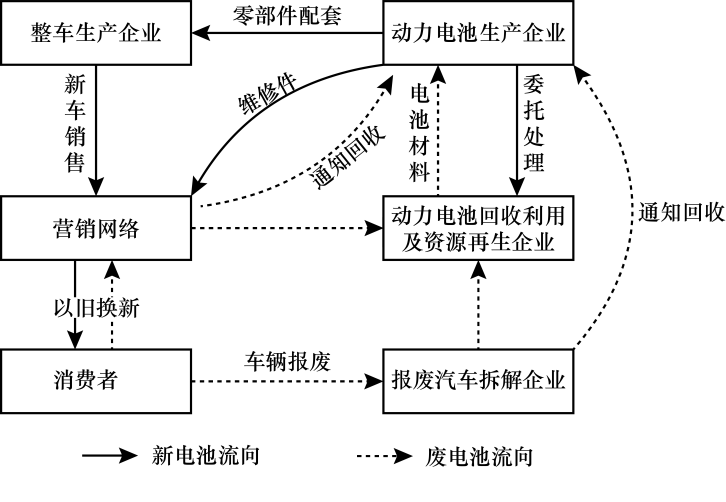 零部件配套
整车生产企业
动力电池生产企业
新车销售
维修件
通知回收
电池材料
委托处理
营销网络
动力电池回收利用
及资源再生企业
通知回收
以旧换新
消费者
车辆报废
报废汽车拆解企业
新电池流向
废电池流向